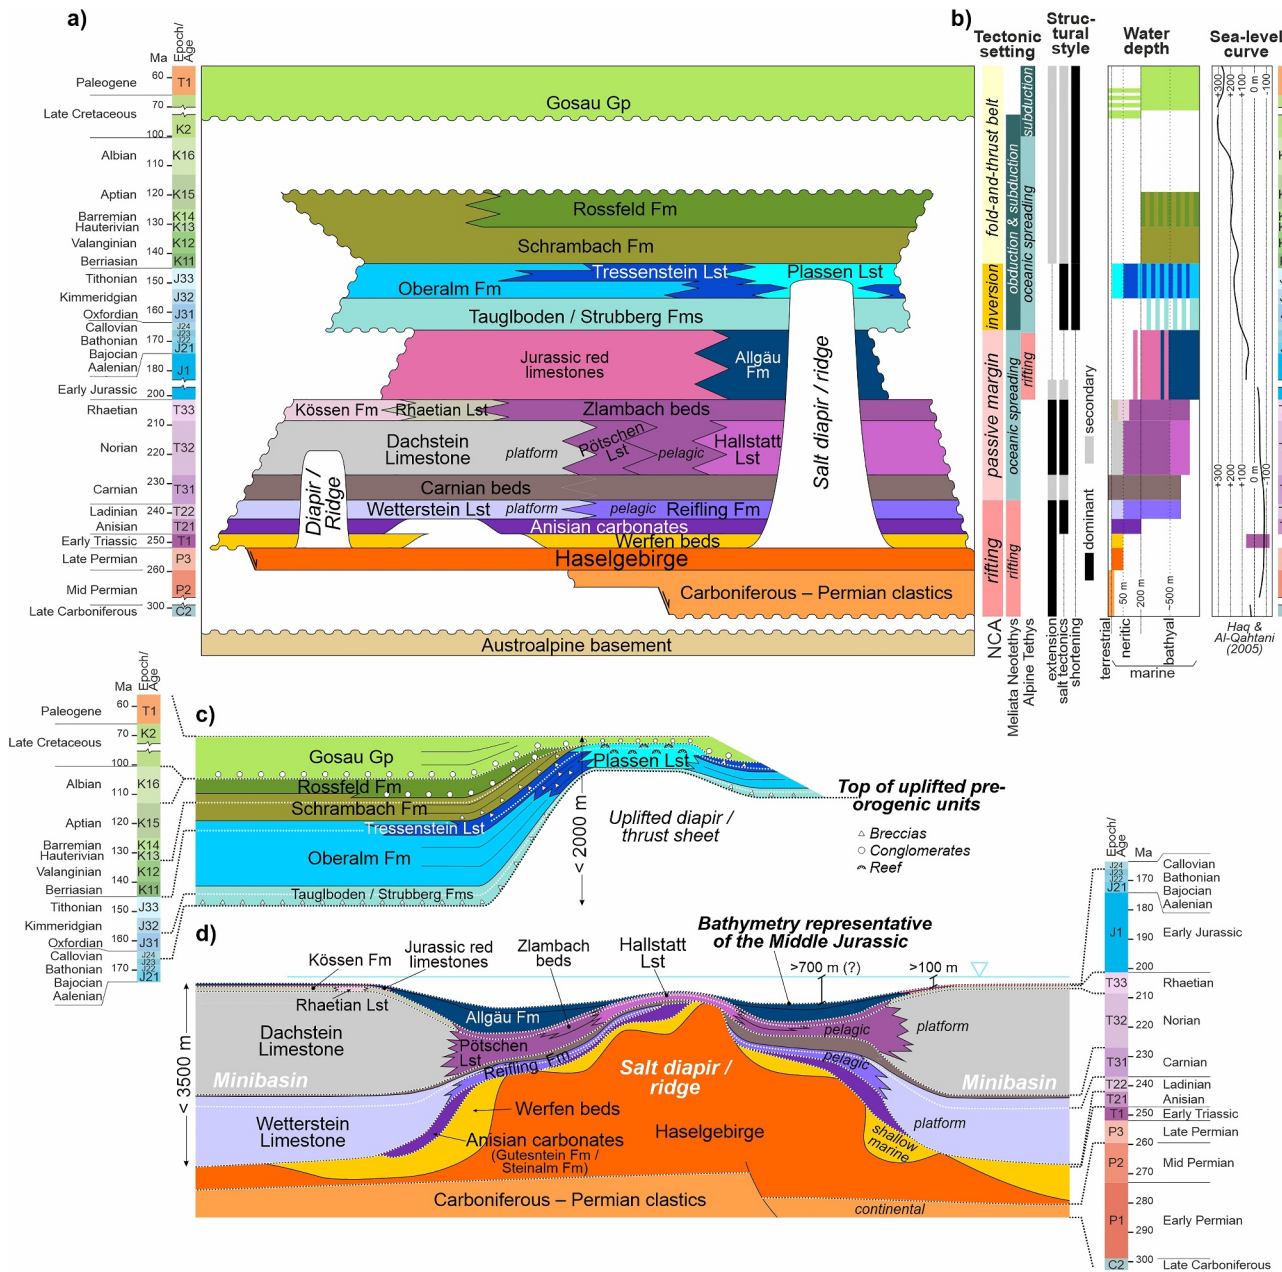 a)
Ma
Epoch/
Age
Paleogene
60
T1
70
Late Cretaceous
K2
100
Albian
K16
110
Aptian
120
K15
Barremian
K14
Hauterivian
130
K13
Valanginian
K12
140
Berriasian
K11
Tithonian
J33
150
Kimmeridgian
J32
Oxfordian
160
J31
Callovian
J24
J23
Bathonian
170
J22
J21
Bajocian
Aalenian
180
J1
Early Jurassic
200
Rhaetian
T33
210
Norian
T32
220
230
Carnian
T31
Ladinian
240
T22
Anisian
T21
Early Triassic
250
T1
Late Permian
P3
260
Mid Permian
P2
300
Late Carboniferous
C2
Gosau Gp
Rossfeld Fm
Schrambach Fm
Tressenstein Lst
Plassen Lst
Oberalm Fm
Tauglboden / Strubberg Fms
Jurassic red
limestones
Allgäu
Fm
Salt diapir / ridge
Kössen Fm
Rhaetian Lst
Zlambach beds
Dachstein
Limestone
platform
Pötschen
Lst
pelagic
Hallstatt
Lst
Diapir /
Ridge
Carnian beds
Wetterstein Lst
platform
pelagic
Reifling Fm
Anisian carbonates
Werfen beds
Haselgebirge
Carboniferous – Permian clastics
Austroalpine basement
b)
Tectonic
setting
Struc-
tural
style
Water
depth
Sea-level
curve
fold-and-thrust belt
inversion
passive margin
rifting
NCA
obduction & subduction
oceanic spreading
rifting
Meliata Neotethys
subduction
oceanic spreading
rifting
Alpine Tethys
secondary
dominant
extension
salt tectonics
shortening
50 m
200 m
~500 m
terrestrial
neritic
bathyal
marine
+300
+200
+100
0 m
-100
+300
+200
+100
0 m
-100
Haq &
Al-Qahtani
(2005)
c)
Ma
Epoch/
Age
Paleogene
60
T1
70
K2
Late Cretaceous
100
Albian
K16
110
Aptian
120
K15
Barremian
K14
Hauterivian
130
K13
Valanginian
K12
140
Berriasian
K11
Tithonian
150
J33
Kimmeridgian
J32
Oxfordian
160
J31
Callovian
J24
J23
Bathonian
170
J22
J21
Bajocian
Aalenian
Gosau Gp
Rossfeld Fm
Schrambach Fm
Tressenstein Lst
Oberalm Fm
Tauglboden / Strubberg Fms
Plassen Lst
< 2000 m
Uplifted diapir /
thrust sheet
Top of uplifted pre-
orogenic units
Breccias
Conglomerates
Reef
d)
Bathymetry representative
of the Middle Jurassic
Kössen Fm
Jurassic red
limestones
Zlambach
beds
Hallstatt
Lst
>700 m (?)
>100 m
Rhaetian Lst
Allgäu Fm
Dachstein
Limestone
Pötschen
Lst
Reifling Fm
pelagic
platform
pelagic
Minibasin
Minibasin
< 3500 m
Salt diapir /
ridge
Wetterstein
Limestone
Werfen beds
Haselgebirge
Anisian carbonates
(Gutesntein Fm /
Steinalm Fm)
shallow
marine
platform
Carboniferous – Permian clastics
continental
Epoch/
Age
Ma
J24
Callovian
J23
J22
170
Bathonian
J21
Bajocian
Aalenian
180
J1
190
Early Jurassic
200
T33
Rhaetian
210
T32
Norian
220
230
T31
Carnian
T22
240
Ladinian
T21
Anisian
T1
250
Early Triassic
P3
Late Permian
260
P2
Mid Permian
270
280
P1
Early Permian
290
300
C2
Late Carboniferous